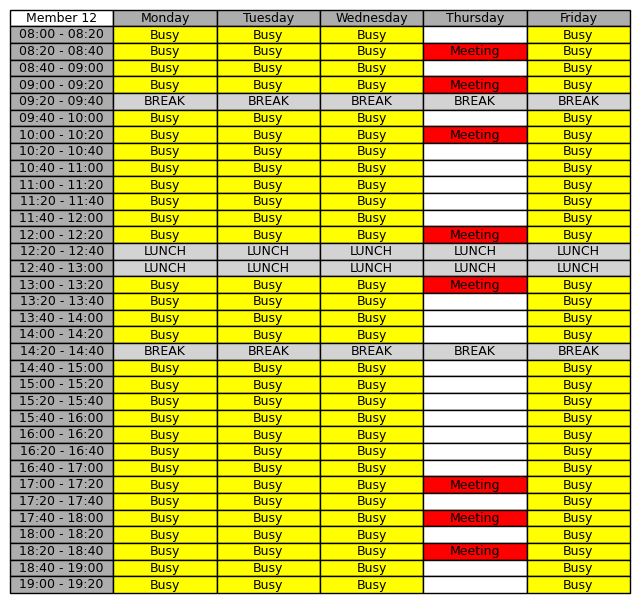 Member 12 Monday Tuesday Wednesday Thursday Friday
08:00 - 08:20 Busy Busy Busy Busy
08:20 - 08:40 Busy Busy Busy Meeting Busy
08:40 - 09:00 Busy Busy Busy Busy
09:00 - 09:20 Busy Busy Busy Meeting Busy
09:20 - 09:40 BREAK BREAK BREAK BREAK BREAK
09:40 - 10:00 Busy Busy Busy Busy
10:00 - 10:20 Busy Busy Busy Meeting Busy
10:20 - 10:40 Busy Busy Busy Busy
10:40 - 11:00 Busy Busy Busy Busy
11:00 - 11:20 Busy Busy Busy Busy
11:20 - 11:40 Busy Busy Busy Busy
11:40 - 12:00 Busy Busy Busy Busy
12:00 - 12:20 Busy Busy Busy Meeting Busy
12:20 - 12:40 LUNCH LUNCH LUNCH LUNCH LUNCH
12:40 - 13:00 LUNCH LUNCH LUNCH LUNCH LUNCH
13:00 - 13:20 Busy Busy Busy Meeting Busy
13:20 - 13:40 Busy Busy Busy Busy
13:40 - 14:00 Busy Busy Busy Busy
14:00 - 14:20 Busy Busy Busy Busy
14:20 - 14:40 BREAK BREAK BREAK BREAK BREAK
14:40 - 15:00 Busy Busy Busy Busy
15:00 - 15:20 Busy Busy Busy Busy
15:20 - 15:40 Busy Busy Busy Busy
15:40 - 16:00 Busy Busy Busy Busy
16:00 - 16:20 Busy Busy Busy Busy
16:20 - 16:40 Busy Busy Busy Busy
16:40 - 17:00 Busy Busy Busy Busy
17:00 - 17:20 Busy Busy Busy Meeting Busy
17:20 - 17:40 Busy Busy Busy Busy
17:40 - 18:00 Busy Busy Busy Meeting Busy
18:00 - 18:20 Busy Busy Busy Busy
18:20 - 18:40 Busy Busy Busy Meeting Busy
18:40 - 19:00 Busy Busy Busy Busy
19:00 - 19:20 Busy Busy Busy Busy